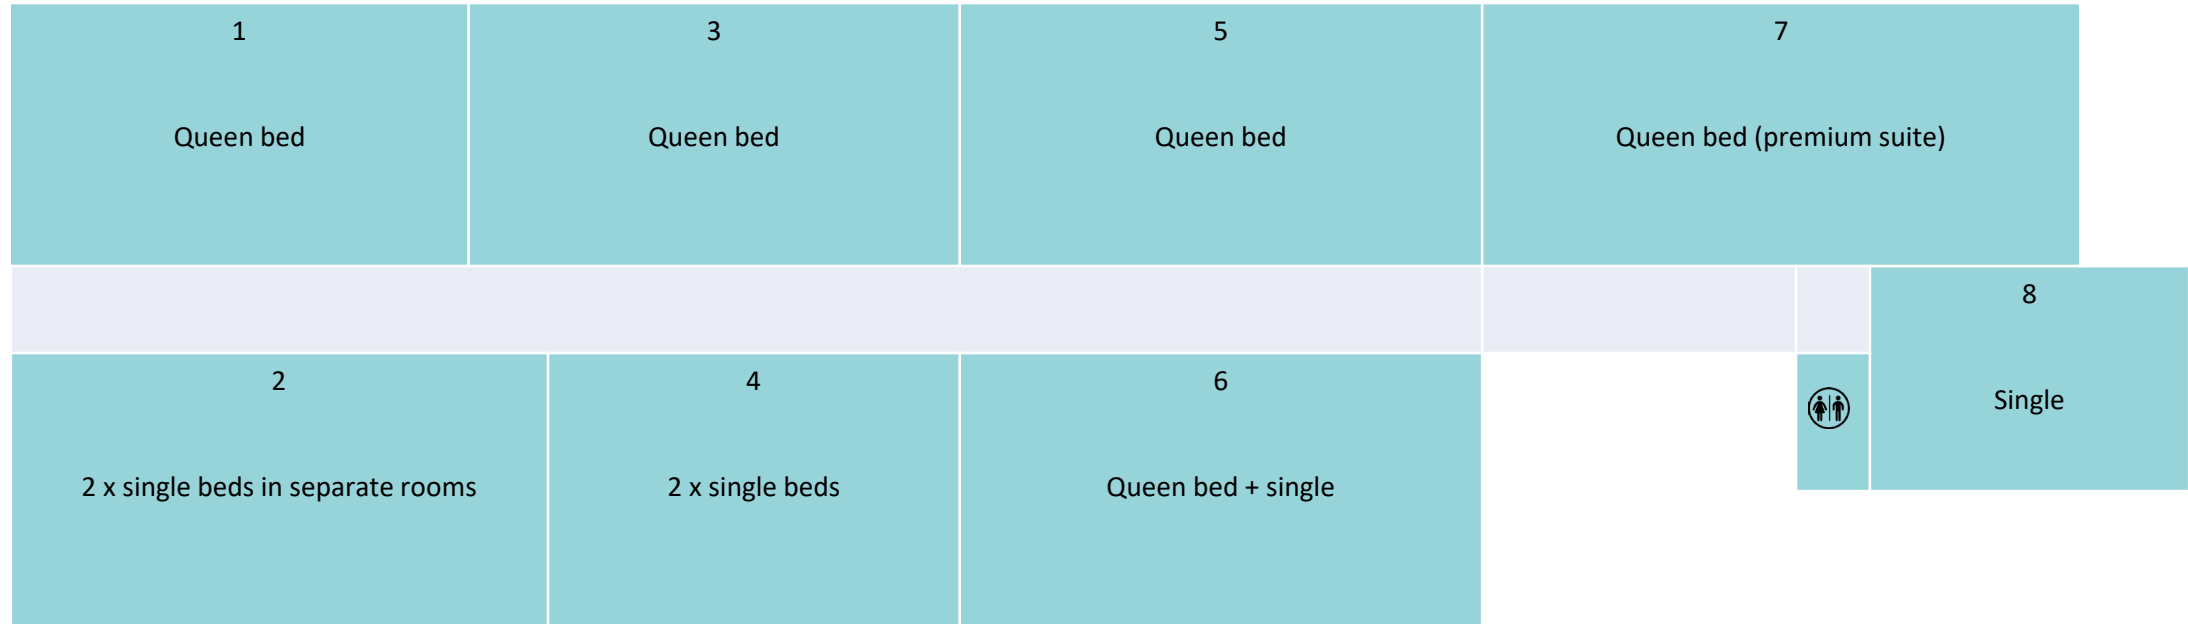 1
3
5
7
Queen bed
Queen bed
Queen bed
Queen bed (premium suite)
8
Single
2
4
6
2 x single beds in separate rooms
2 x single beds
Queen bed + single